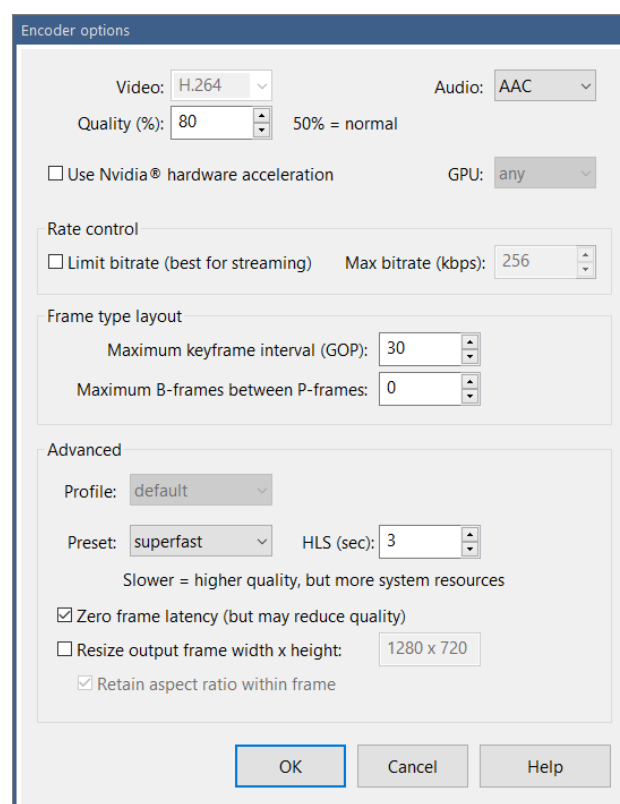 Encoder options
Video: H.264 Audio: AAC
Quality (%): 80 50% = normal
Use Nvidia® hardware acceleration GPU: any
Rate control
Limit bitrate (best for streaming) Max bitrate (kbps): 256
Frame type layout
Maximum keyframe interval (GOP): 30
Maximum B-frames between P-frames: 0
Advanced
Profile: default
Preset: superfast HLS (sec): 3
Slower = higher quality, but more system resources
Zero frame latency (but may reduce quality)
Resize output frame width x height: 1280 x 720
Retain aspect ratio within frame
OK Cancel Help